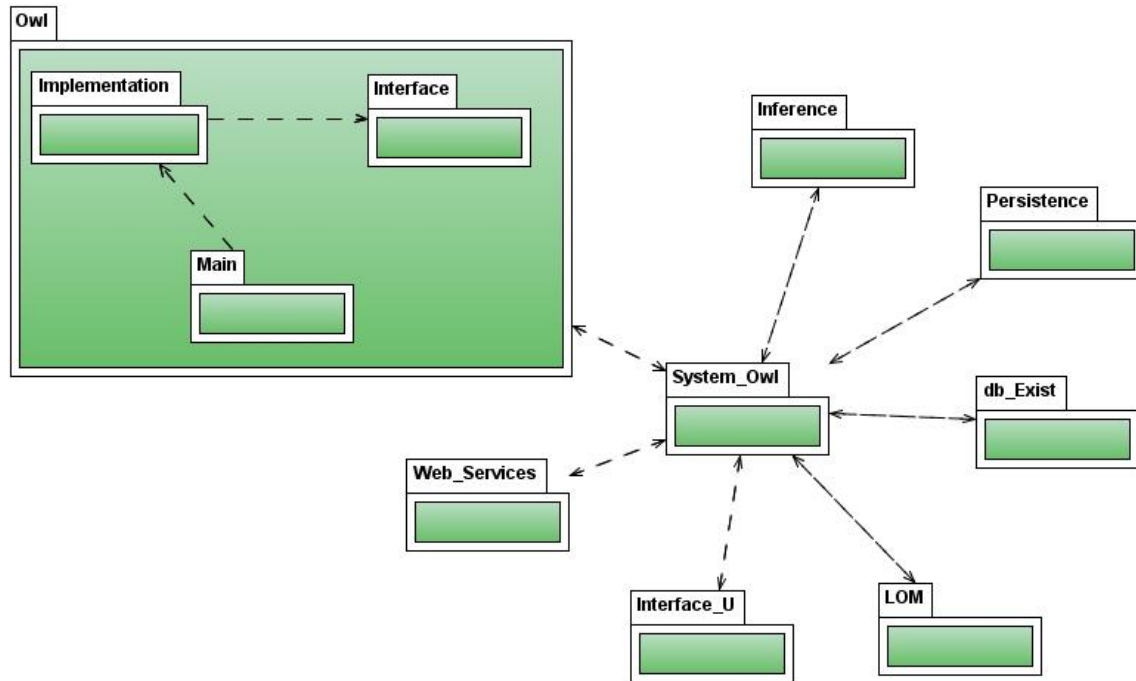 Owl
Implementation
Interface
Main
Inference
Persistence
System_Owl
db_Exist
Web_Services
Interface_U
LOM